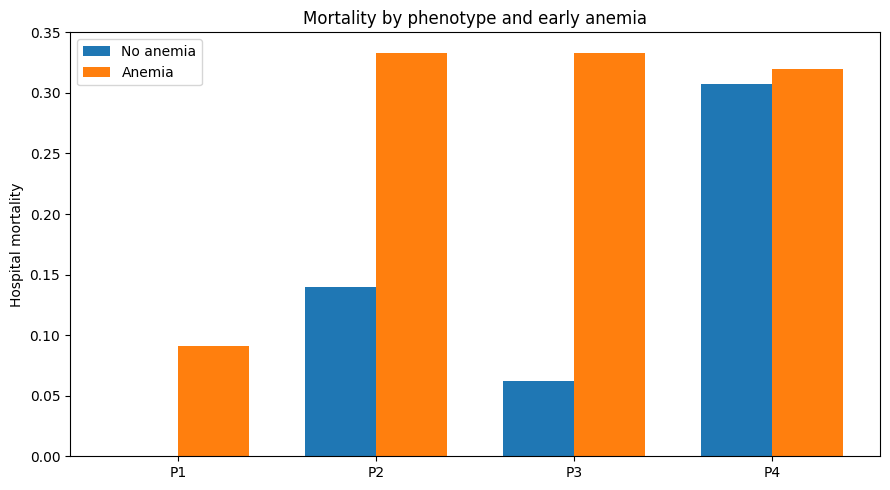 Mortality by phenotype and early anemia
No anemia
Anemia
Hospital mortality
0.35
0.30
0.25
0.20
0.15
0.10
0.05
0.00
P1 P2 P3 P4